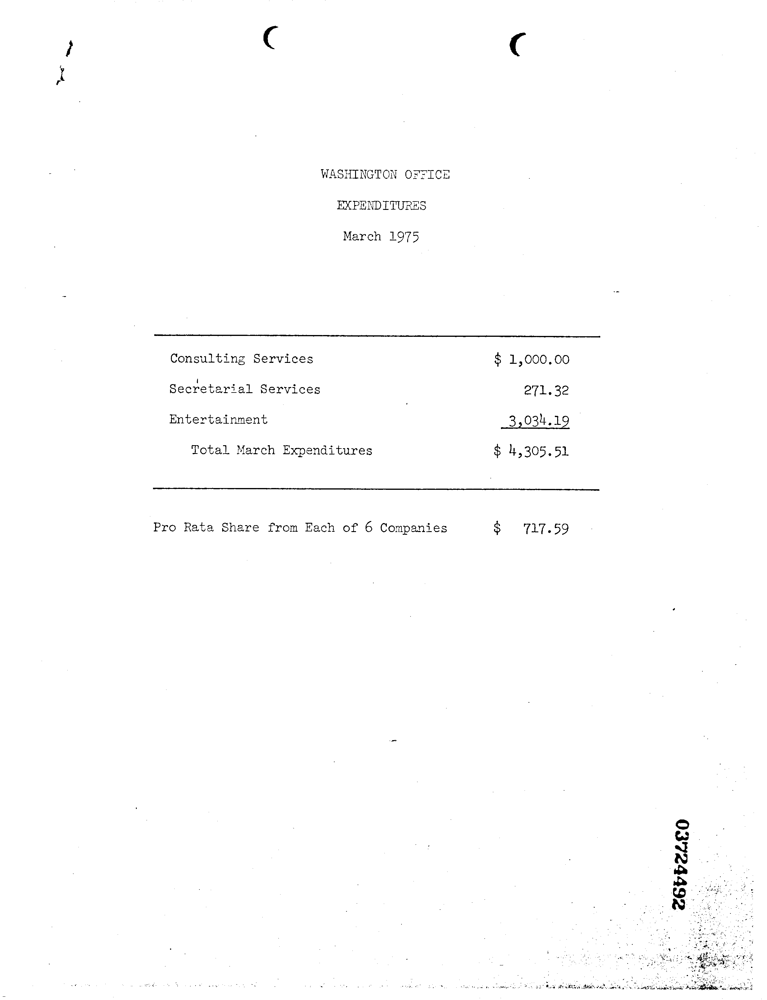 WASHINGTON OFFICE
EXPENDITURES
March 1975
Consulting Services $ 1,000.00
Secretarial Services 271.32
Entertainment 3,034.19
Total March Expenditures $ 4,305.51
Pro Rata Share from Each of 6 Companies $ 717.59
03724492